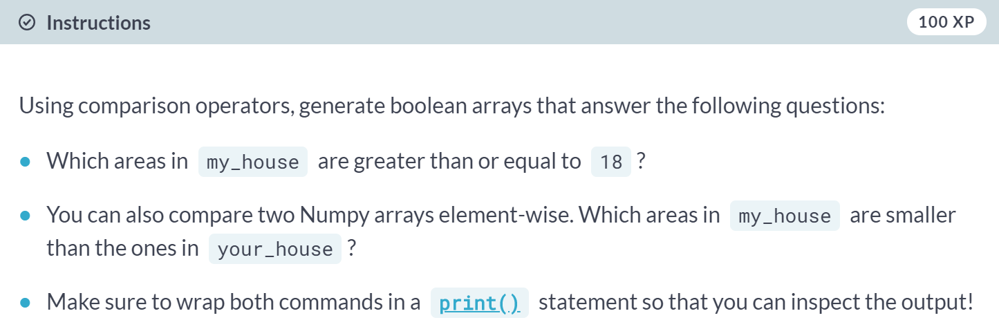 Instructions
100 XP
Using comparison operators, generate boolean arrays that answer the following questions:
Which areas in my_house are greater than or equal to 18 ?
You can also compare two Numpy arrays element-wise. Which areas in my_house are smaller
than the ones in your_house ?
Make sure to wrap both commands in a print() statement so that you can inspect the output!